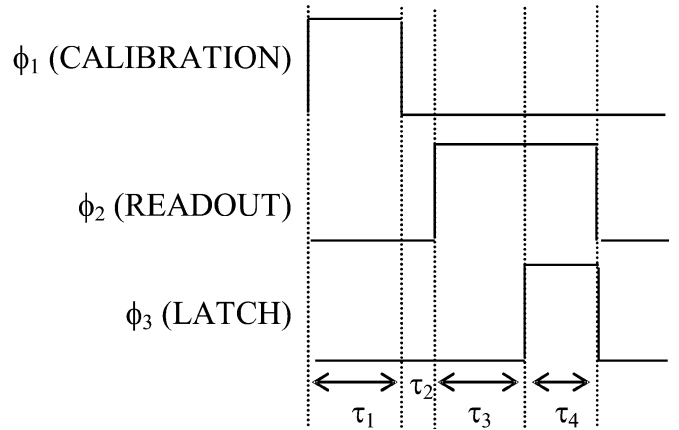 ϕ₁ (CALIBRATION)
ϕ₂ (READOUT)
ϕ₃ (LATCH)
τ₁ τ₂ τ₃ τ₄